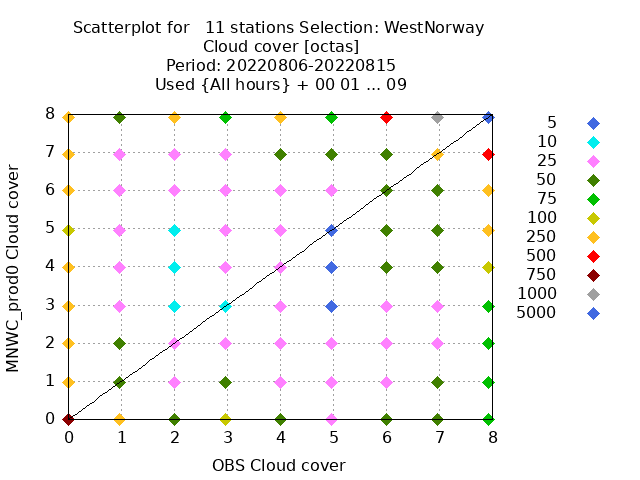 Scatterplot for   11 stations Selection: WestNorway
Cloud cover [octas]
Period: 20220806-20220815
Used {All hours} + 00 01 ... 09
MNWC_prod0 Cloud cover
8
7
6
5
4
3
2
1
0
0 1 2 3 4 5 6 7 8
OBS Cloud cover
5
10
25
50
75
100
250
500
750
1000
5000